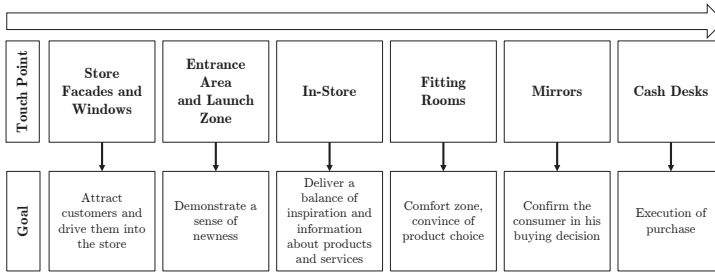 Touch Point
Store
Facades and
Windows
Entrance
Area
and Launch
Zone
In-Store
Fitting
Rooms
Mirrors
Cash Desks
Goal
Attract
customers and
drive them into
the store
Demonstrate a
sense of
newness
Deliver a
balance of
inspiration and
information
about products
and services
Comfort zone,
convince of
product choice
Confirm the
consumer in his
buying decision
Execution of
purchase